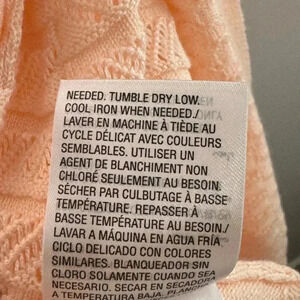 NEEDED. TUMBLE DRY LOW.
COOL IRON WHEN NEEDED./
LAVER EN MACHINE À TIÈDE AU
CYCLE DÉLICAT AVEC COULEURS
SEMBLABLES. UTILISER UN
AGENT DE BLANCHIMENT NON
CHLORÉ SEULEMENT AU BESOIN.
SÉCHER PAR CULBUTAGE À BASSE
TEMPÉRATURE. REPASSER À
BASSE TEMPÉRATURE AU BESOIN./
LAVAR A MÁQUINA EN AGUA FRÍA
CICLO DELICADO CON COLORES
SIMILARES. BLANQUEADOR SIN
CLORO SOLAMENTE CUANDO SEA
NECESARIO. SECAR EN SECADORA
A TEMPERATURA BAJA.